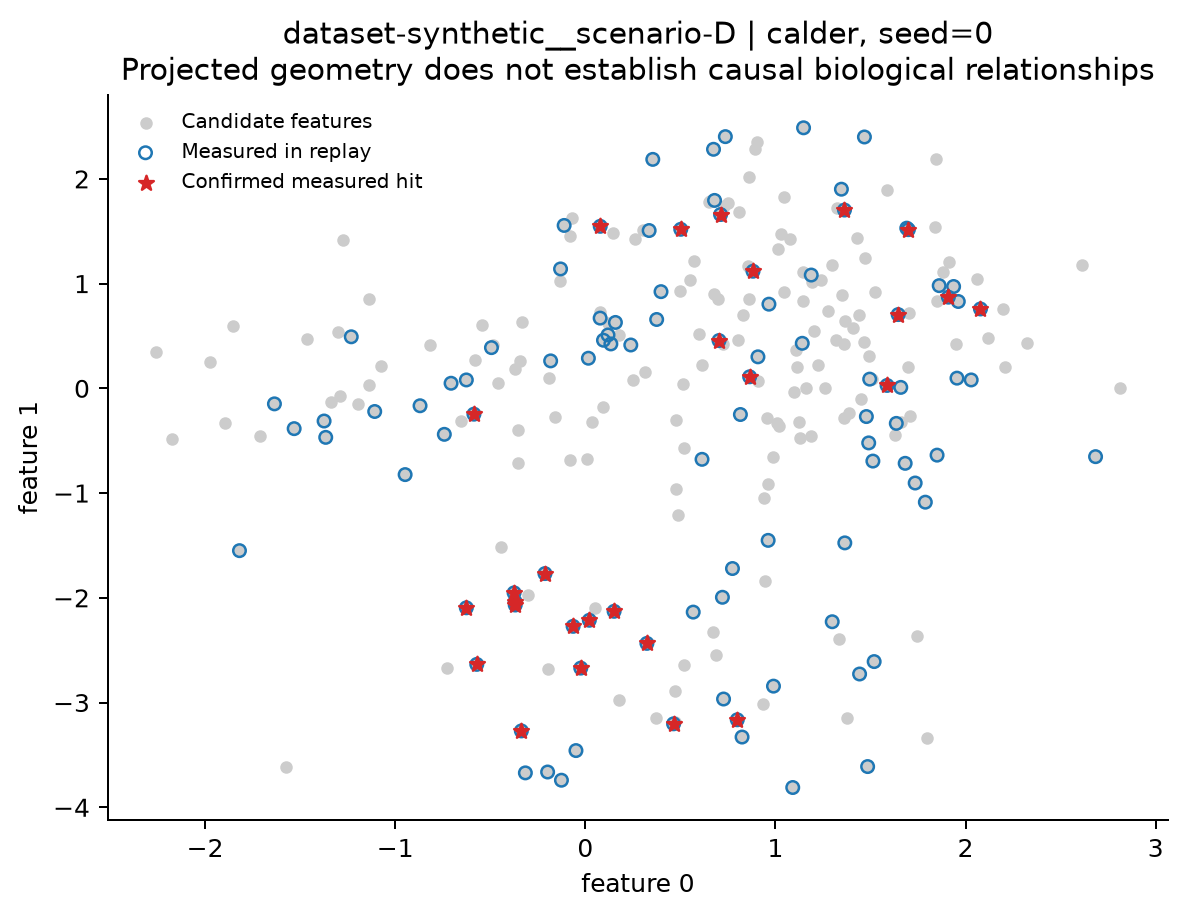 dataset-synthetic__scenario-D | calder, seed=0
Projected geometry does not establish causal biological relationships
Candidate features
Measured in replay
Confirmed measured hit
2
1
0
−1
−2
−3
−4
feature 1
−2
−1
0
1
2
3
feature 0